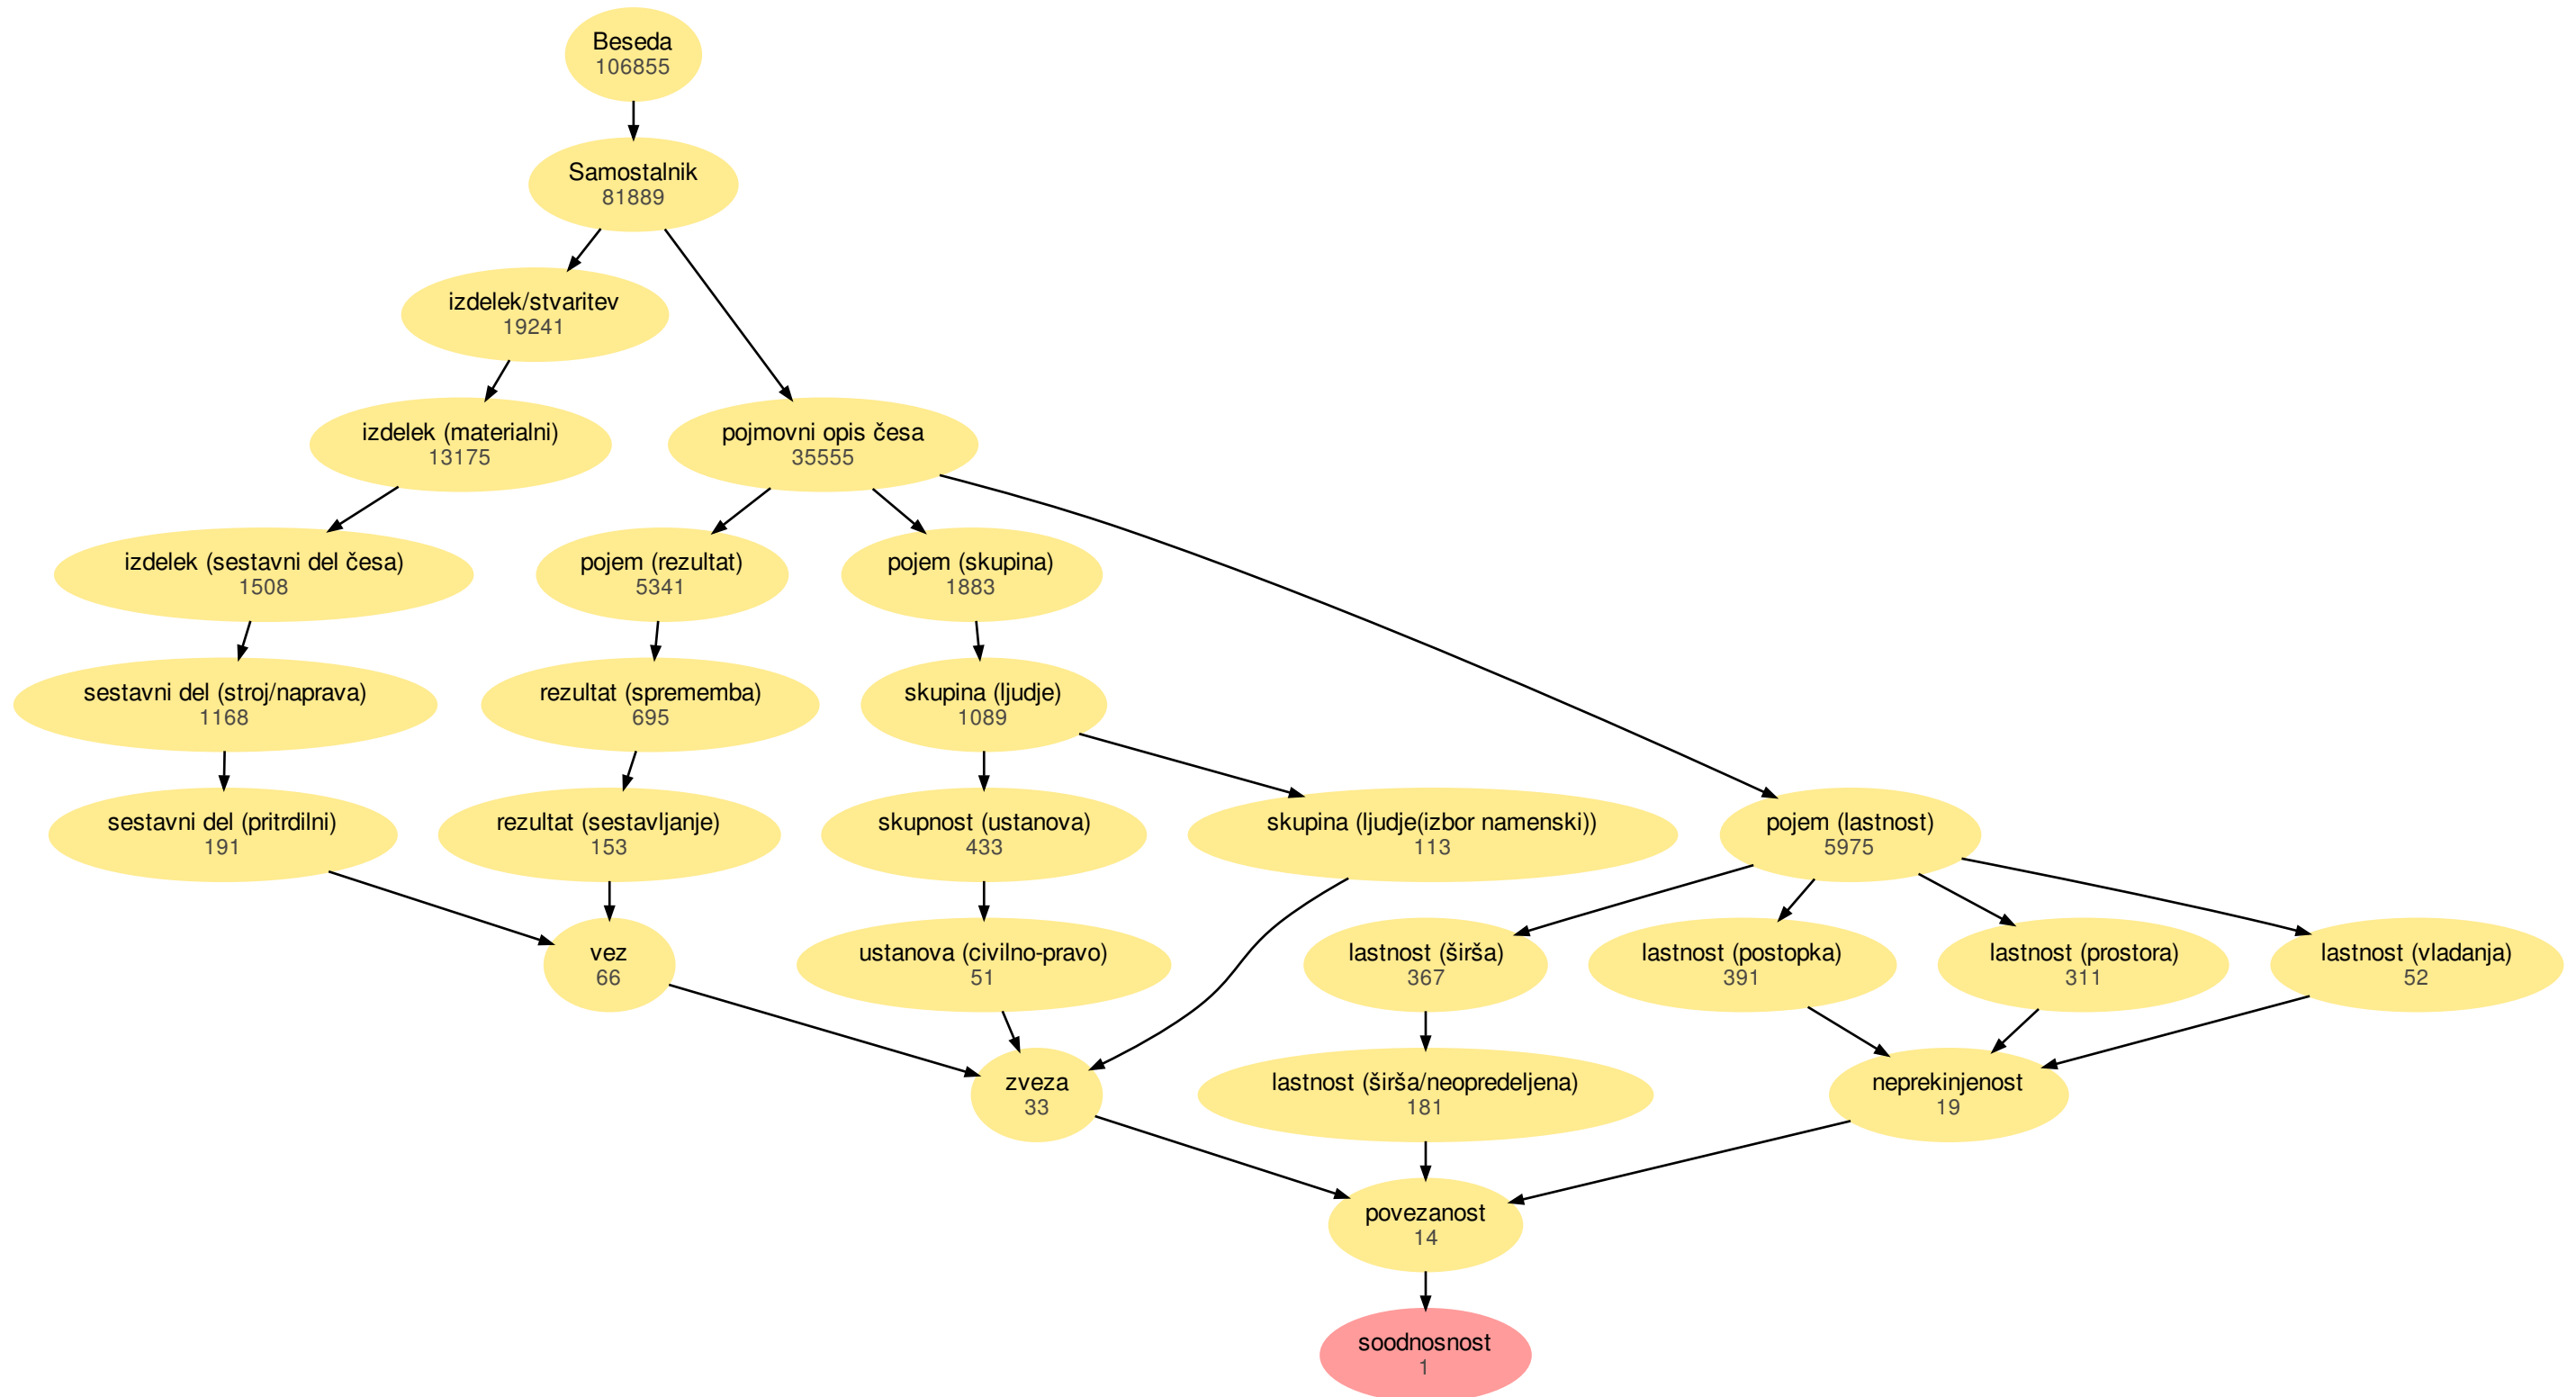 Beseda
106855
Samostalnik
81889
izdelek/stvaritev
19241
izdelek (materialni)
13175
pojmovni opis česa
35555
izdelek (sestavni del česa)
1508
pojem (rezultat)
5341
pojem (skupina)
1883
sestavni del (stroj/naprava)
1168
rezultat (sprememba)
695
skupina (ljudje)
1089
sestavni del (pritrdilni)
191
rezultat (sestavljanje)
153
skupnost (ustanova)
433
skupina (ljudje(izbor namenski))
113
pojem (lastnost)
5975
vez
66
ustanova (civilno-pravo)
51
lastnost (širša)
367
lastnost (postopka)
391
lastnost (prostora)
311
lastnost (vladanja)
52
zveza
33
lastnost (širša/neopredeljena)
181
neprekinjenost
19
povezanost
14
soodnosnost
1